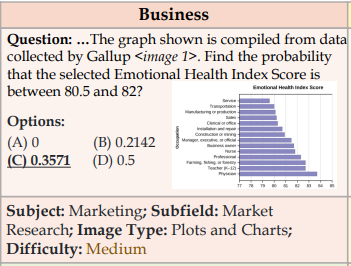 Business
Question: ...The graph shown is compiled from data
collected by Gallup <image 1>. Find the probability
that the selected Emotional Health Index Score is
between 80.5 and 82?
Options:
(A) 0 (B) 0.2142
(C) 0.3571 (D) 0.5
Emotional Health Index Score
Occupation
Service
Transportation
Manufacturing or production
Sales
Clerical or office
Installation and repair
Construction or mining
Manager, executive, or official
Business owner
Nurse
Professional
Farming, fishing, or forestry
Teacher (K–12)
Physician
77 78 79 80 81 82 83 84 85
Subject: Marketing; Subfield: Market
Research; Image Type: Plots and Charts;
Difficulty: Medium